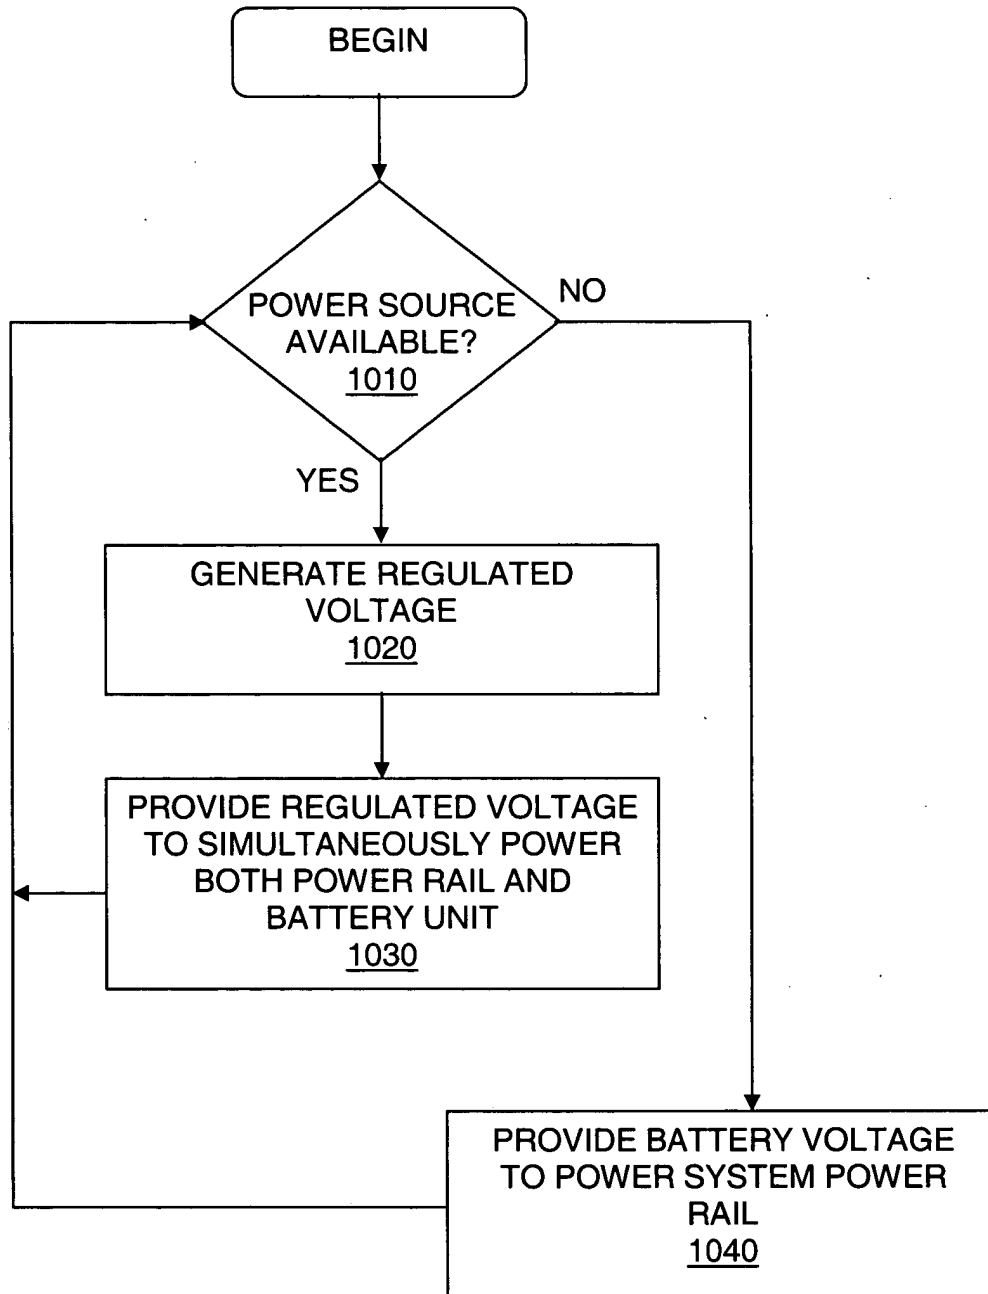 BEGIN
POWER SOURCE
AVAILABLE?
1010
NO
YES
GENERATE REGULATED
VOLTAGE
1020
PROVIDE REGULATED VOLTAGE
TO SIMULTANEOUSLY POWER
BOTH POWER RAIL AND
BATTERY UNIT
1030
PROVIDE BATTERY VOLTAGE
TO POWER SYSTEM POWER
RAIL
1040